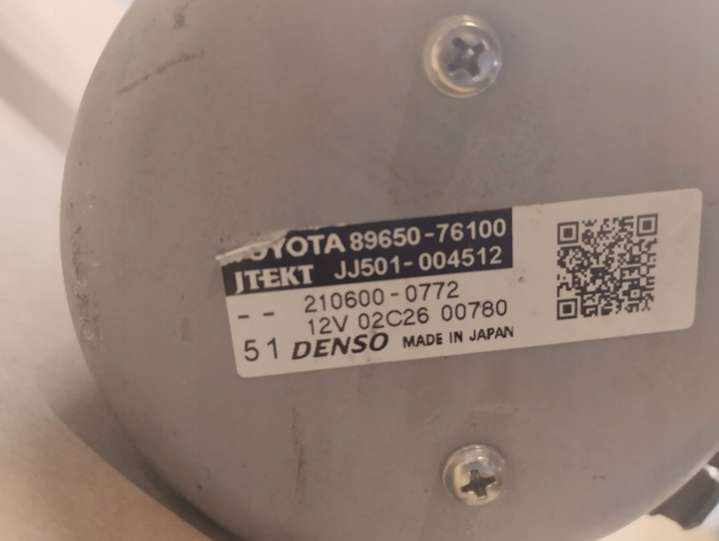 TOYOTA 89650-76100
JTEKT JJ501-004512
-- 210600-0772
12V 02C26 00780
51 DENSO MADE IN JAPAN